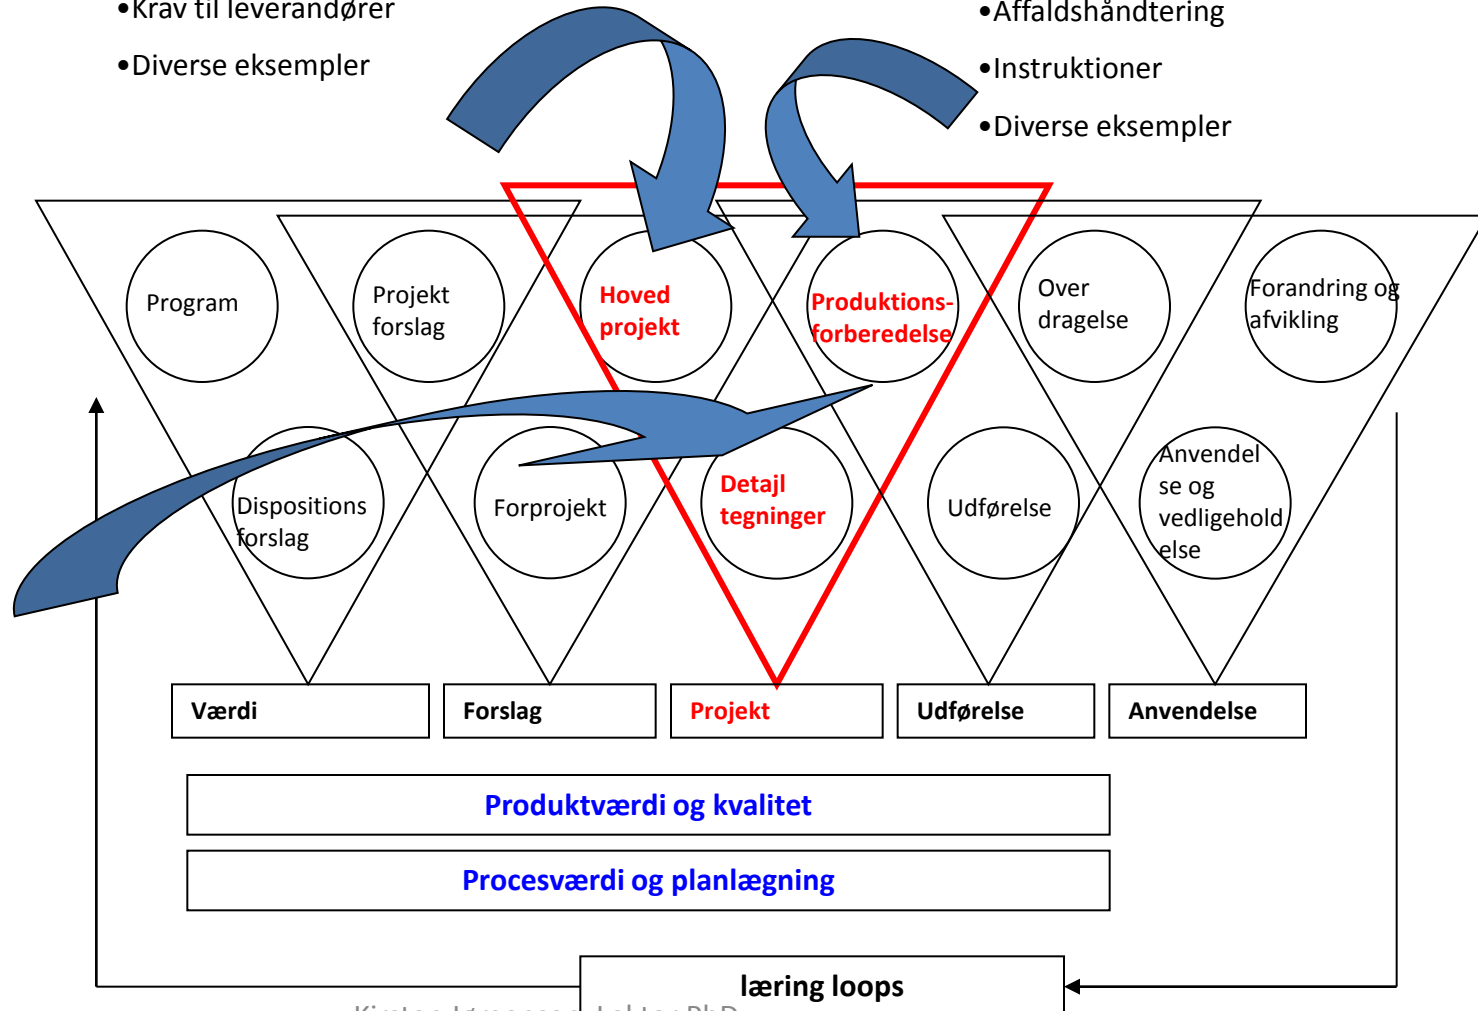 •Krav til leverandører
•Diverse eksempler
•Affaldshåndtering
•Instruktioner
•Diverse eksempler
Program
Projekt
forslag
Hoved
projekt
Produktions-
forberedelse
Over
dragelse
Forandring og
afvikling
Dispositions
forslag
Forprojekt
Detajl
tegninger
Udførelse
Anvendel
se og
vedligehold
else
Værdi
Forslag
Projekt
Udførelse
Anvendelse
Produktværdi og kvalitet
Procesværdi og planlægning
læring loops
Lektor PhD